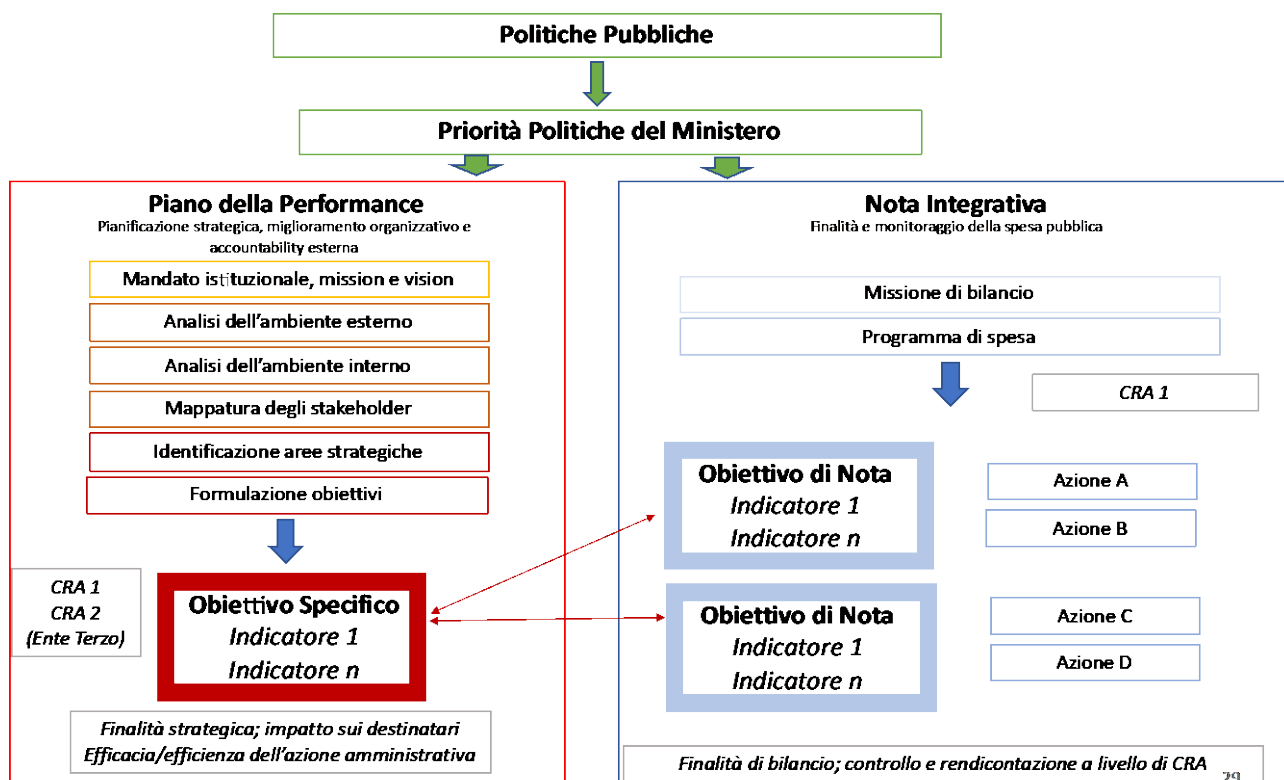 Politiche Pubbliche
Priorità Politiche del Ministero
Piano della Performance
Pianificazione strategica, miglioramento organizzativo e
accountability esterna
Mandato istituzionale, mission e vision
Analisi dell'ambiente esterno
Analisi dell'ambiente interno
Mappatura degli stakeholder
Identificazione aree strategiche
Formulazione obiettivi
CRA 1
CRA 2
(Ente Terzo)
Obiettivo Specifico
Indicatore 1
Indicatore n
Finalità strategica; impatto sui destinatari
Efficacia/efficienza dell'azione amministrativa
Nota Integrativa
Finalità e monitoraggio della spesa pubblica
Missione di bilancio
Programma di spesa
CRA 1
Obiettivo di Nota
Indicatore 1
Indicatore n
Azione A
Azione B
Obiettivo di Nota
Indicatore 1
Indicatore n
Azione C
Azione D
Finalità di bilancio; controllo e rendicontazione a livello di CRA
29